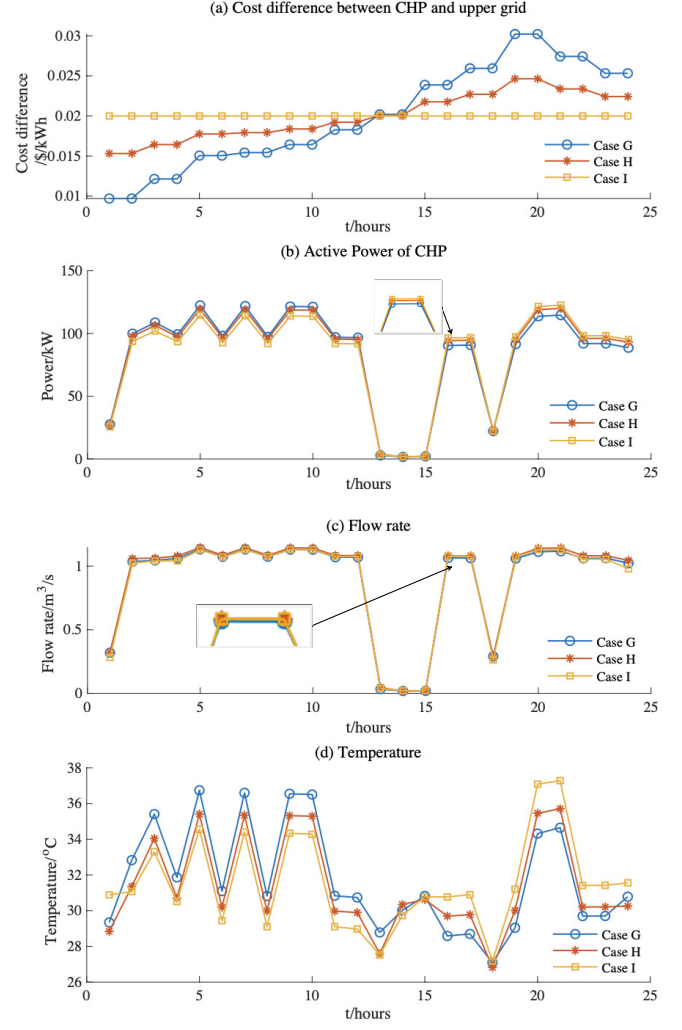 (a) Cost difference between CHP and upper grid
Cost difference
/$/kWh
0.03
0.025
0.02
0.015
0.01
Case G
Case H
Case I
0 5 10 15 20 25
t/hours
(b) Active Power of CHP
Power/kW
150
100
50
0
Case G
Case H
Case I
0 5 10 15 20 25
t/hours
(c) Flow rate
Flow rate/m³/s
1
0.5
0
Case G
Case H
Case I
0 5 10 15 20 25
t/hours
(d) Temperature
Temperature/°C
38
36
34
32
30
28
26
Case G
Case H
Case I
0 5 10 15 20 25
t/hours